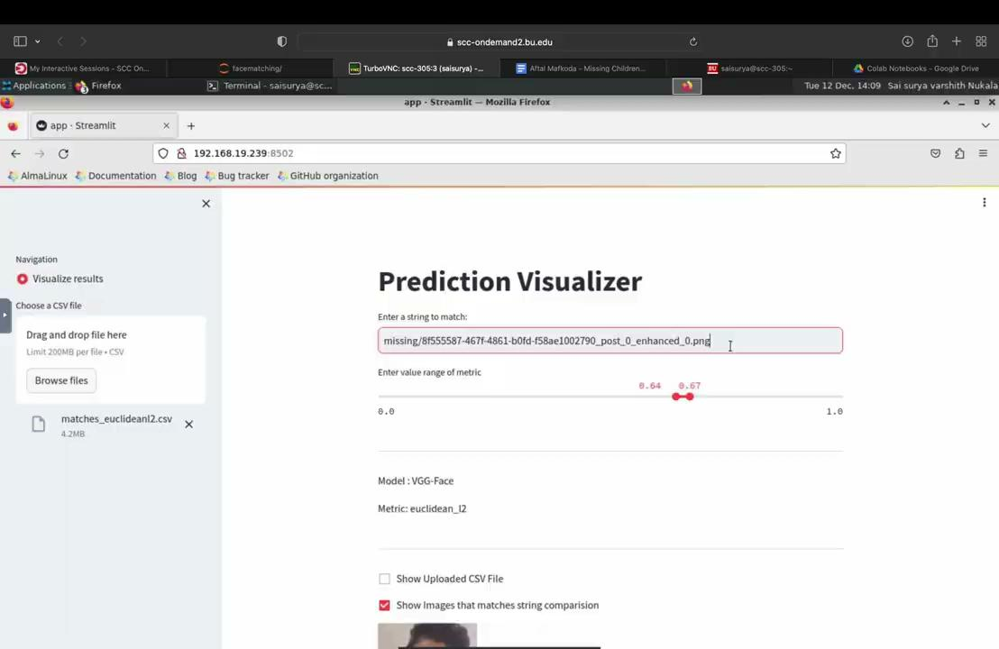 scc-ondemand2.bu.edu
My Interactive Sessions - SCC On...
facematching/
TurboVNC: scc-305:3 (saisurya) -...
Aftal Mafkoda - Missing Children...
saisurya@scc-305:~
Colab Notebooks - Google Drive
Applications
Firefox
Terminal - saisurya@sc...
Tue 12 Dec, 14:09
Sai surya varshith Nukala
app · Streamlit — Mozilla Firefox
app · Streamlit
192.168.19.239:8502
AlmaLinux
Documentation
Blog
Bug tracker
GitHub organization
Navigation
Visualize results
Choose a CSV file
Drag and drop file here
Limit 200MB per file • CSV
Browse files
matches_euclideanl2.csv
4.2MB
Prediction Visualizer
Enter a string to match:
missing/8f555587-467f-4861-b0fd-f58ae1002790_post_0_enhanced_0.png
Enter value range of metric
0.64 0.67
0.0 1.0
Model : VGG-Face
Metric: euclidean_l2
Show Uploaded CSV File
Show Images that matches string comparision